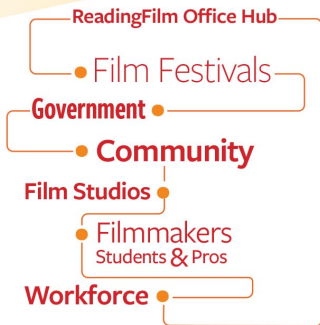 ReadingFilm Office Hub
Film Festivals
Government
Community
Film Studios
Filmmakers
Students & Pros
Workforce